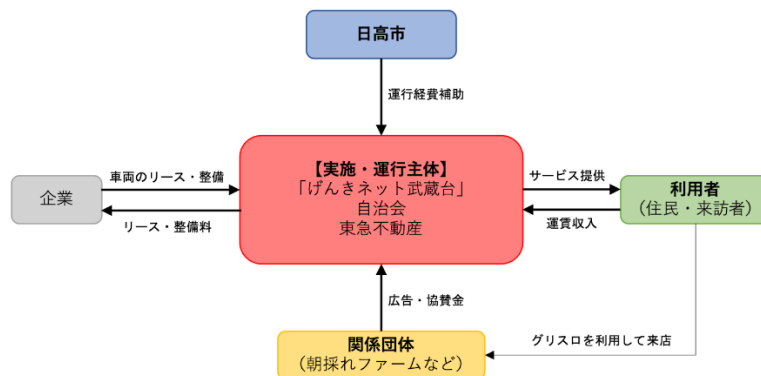 日高市
運行経費補助
【実施・運行主体】
「げんきネット武蔵台」
自治会
東急不動産
車両のリース・整備
企業
リース・整備料
サービス提供
利用者
（住民・来訪者）
運賃収入
広告・協賛金
グリスロを利用して来店
関係団体
（朝採れファームなど）